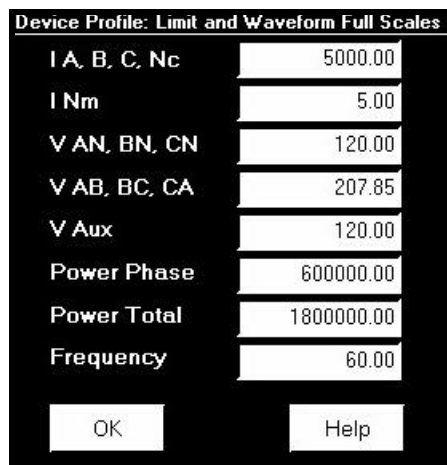 Device Profile: Limit and Waveform Full Scales
I A, B, C, Nc 5000.00
I Nm 5.00
V AN, BN, CN 120.00
V AB, BC, CA 207.85
V Aux 120.00
Power Phase 600000.00
Power Total 1800000.00
Frequency 60.00
OK Help